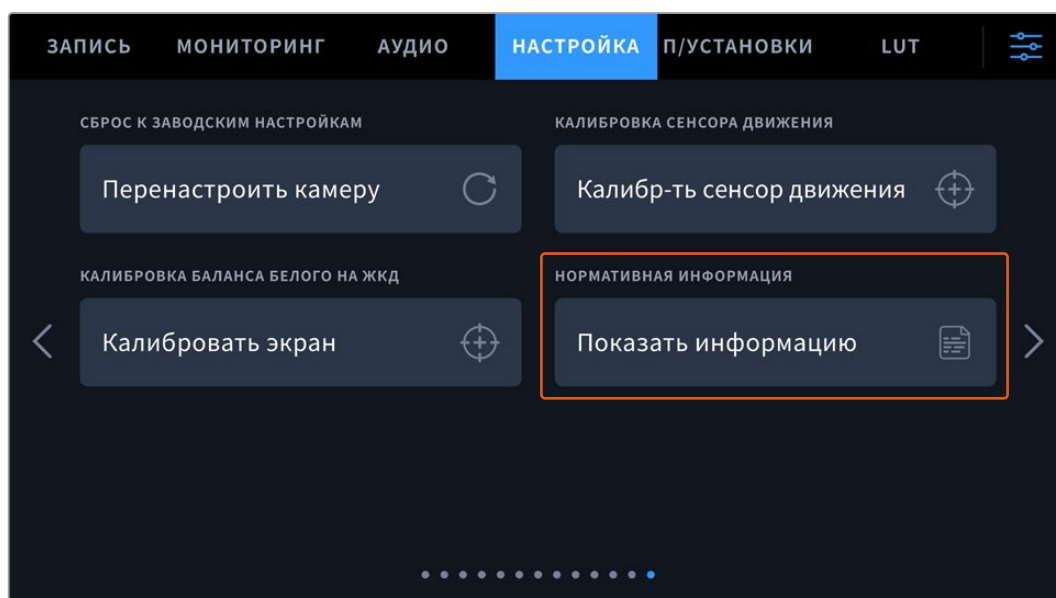 ЗАПИСЬ МОНИТОРИНГ АУДИО НАСТРОЙКА П/УСТАНОВКИ LUT
СБРОС К ЗАВОДСКИМ НАСТРОЙКАМ
Перенастроить камеру
КАЛИБРОВКА СЕНСОРА ДВИЖЕНИЯ
Калибр-ть сенсор движения
КАЛИБРОВКА БАЛАНСА БЕЛОГО НА ЖКД
Калибровать экран
НОРМАТИВНАЯ ИНФОРМАЦИЯ
Показать информацию